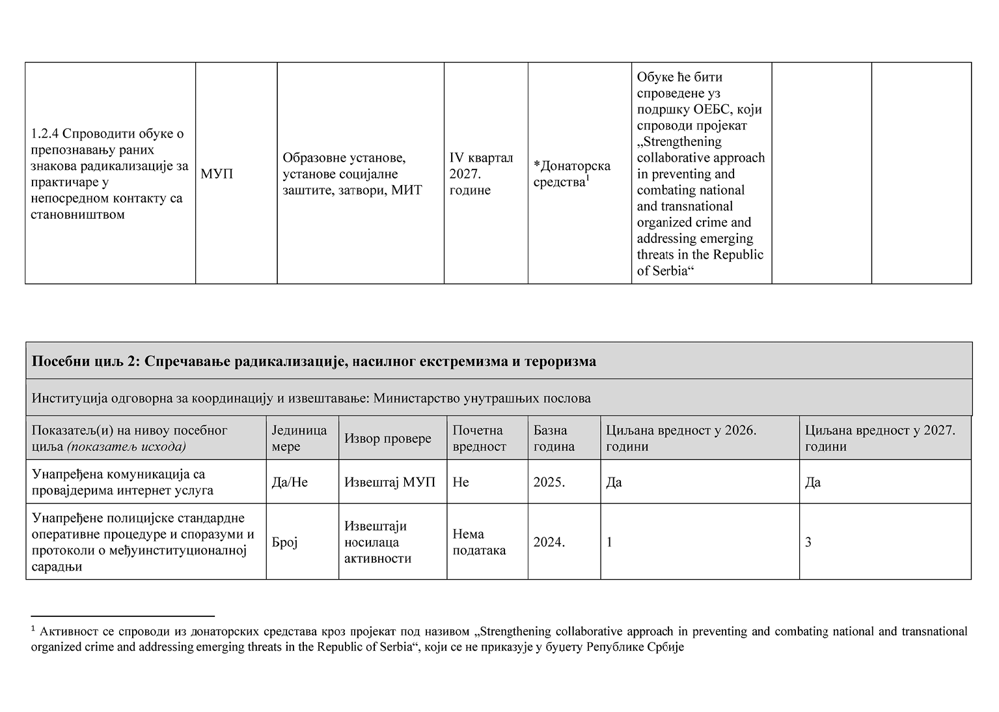 1.2.4 Спроводити обуке о
препознавању раних
знакова радикализације за
практичаре у
непосредном контакту са
становништвом
МУП
Образовне установе,
установе социјалне
заштите, затвори, МИТ
IV квартал
2027.
године
*Донаторска
средства¹
Обуке ће бити
спроведене уз
подршку ОЕБС, који
спроводи пројекат
„Strengthening
collaborative approach
in preventing and
combating national
and transnational
organized crime and
addressing emerging
threats in the Republic
of Serbia“
Посебни циљ 2: Спречавање радикализације, насилног екстремизма и тероризма
Институција одговорна за координацију и извештавање: Министарство унутрашњих послова
Показатељ(и) на нивоу посебног
циља (показатељ исхода)
Јединица
мере
Извор провере
Почетна
вредност
Базна
година
Циљана вредност у 2026.
години
Циљана вредност у 2027.
години
Унапређена комуникација са
провајдерима интернет услуга
Да/Не
Извештај МУП
Не
2025.
Да
Да
Унапређене полицијске стандардне
оперативне процедуре и споразуми и
протоколи о међуинституционалној
сарадњи
Број
Извештаји
носилаца
активности
Нема
података
2024.
1
3
¹ Активност се спроводи из донаторских средстава кроз пројекат под називом „Strengthening collaborative approach in preventing and combating national and transnational
organized crime and addressing emerging threats in the Republic of Serbia“, који се не приказује у буџету Републике Србије